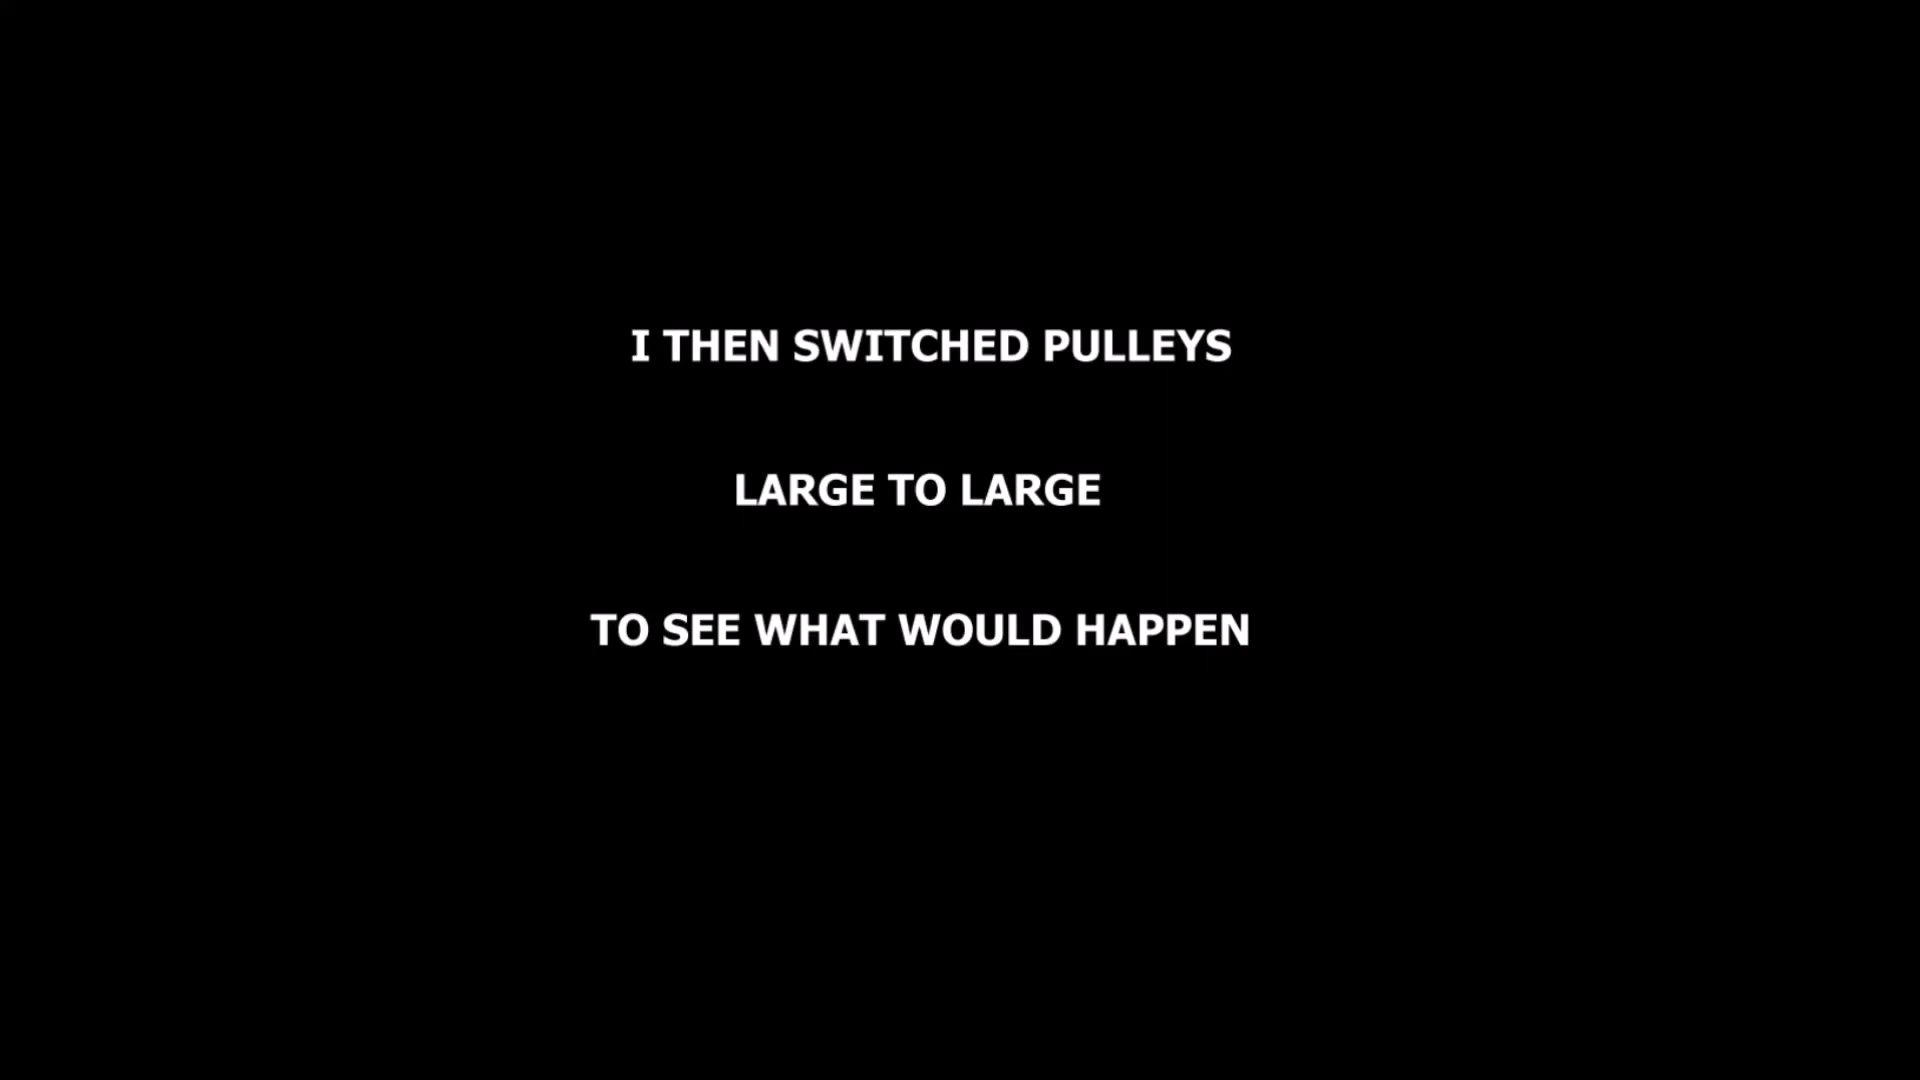 I THEN SWITCHED PULLEYS
LARGE TO LARGE
TO SEE WHAT WOULD HAPPEN